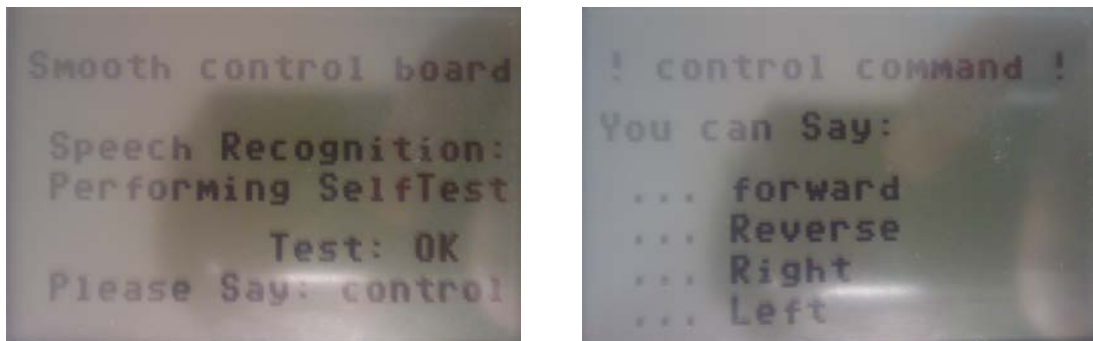 Smooth control board
Speech Recognition:
Performing SelfTest
Test: OK
Please Say: control
! control command !
You can Say:
... forward
... Reverse
... Right
... Left